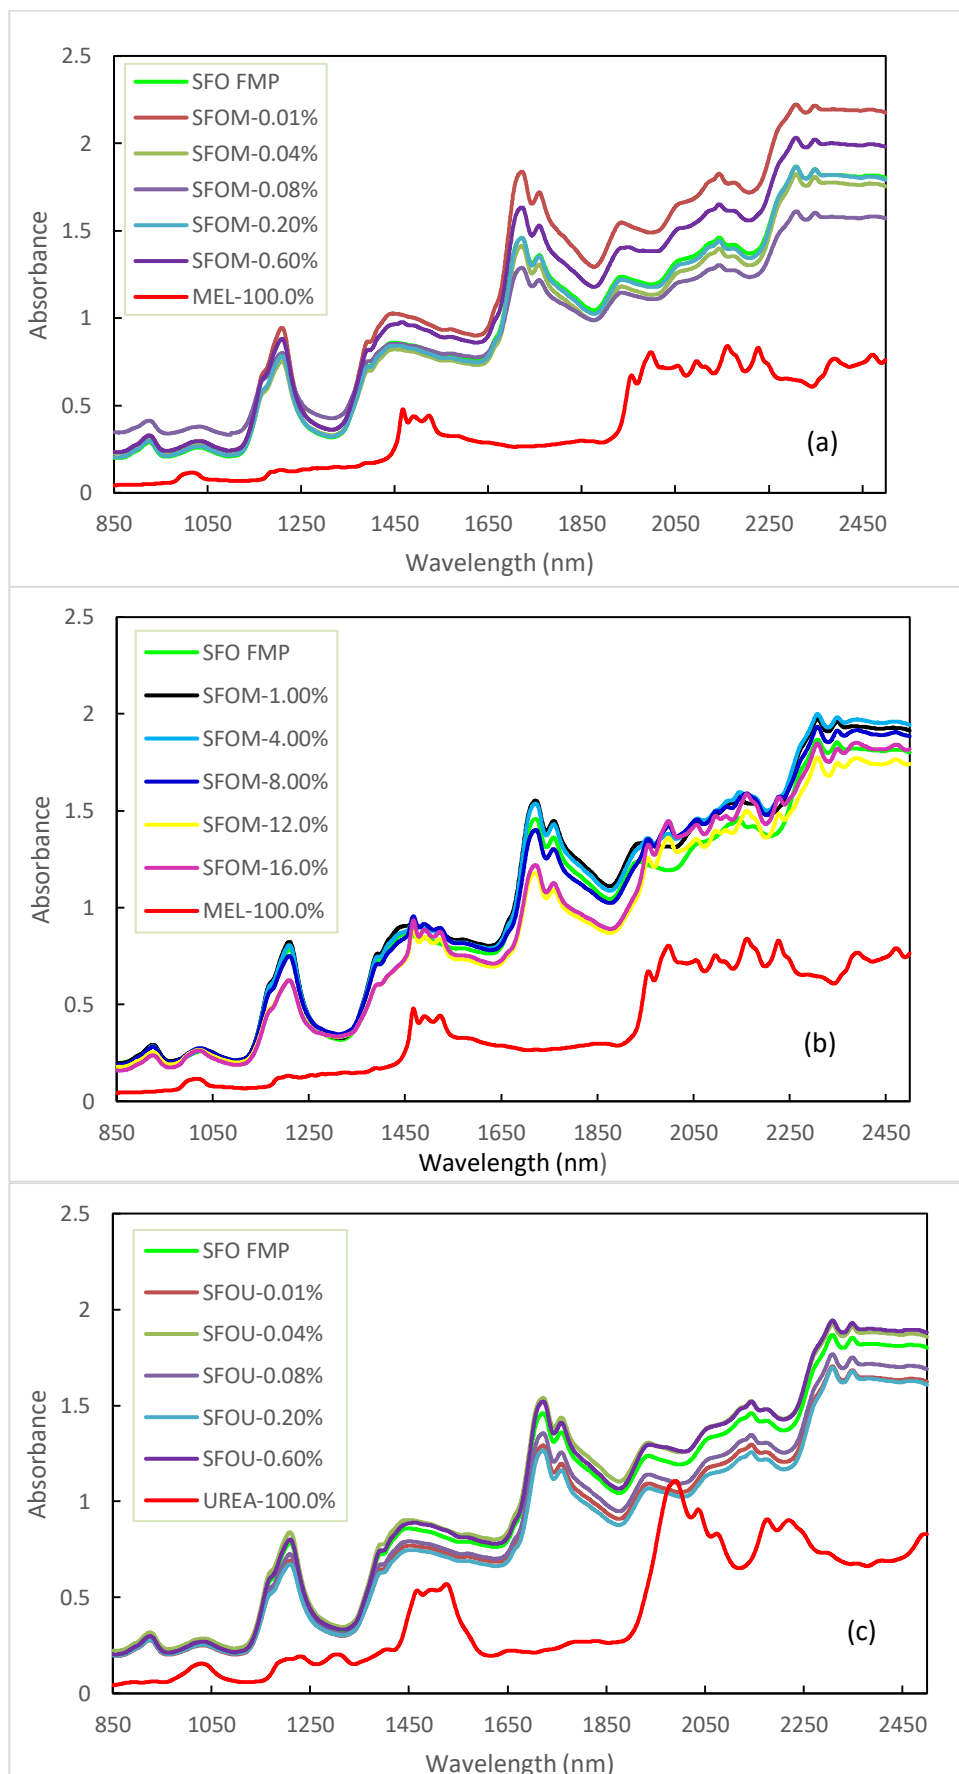 2.5
2
1.5
1
0.5
0
Absorbance
SFO FMP
SFOM-0.01%
SFOM-0.04%
SFOM-0.08%
SFOM-0.20%
SFOM-0.60%
MEL-100.0%
(a)
850 1050 1250 1450 1650 1850 2050 2250 2450
Wavelength (nm)
2.5
2
1.5
1
0.5
0
Absorbance
SFO FMP
SFOM-1.00%
SFOM-4.00%
SFOM-8.00%
SFOM-12.0%
SFOM-16.0%
MEL-100.0%
(b)
850 1050 1250 1450 1650 1850 2050 2250 2450
Wavelength (nm)
2.5
2
1.5
1
0.5
0
Absorbance
SFO FMP
SFOU-0.01%
SFOU-0.04%
SFOU-0.08%
SFOU-0.20%
SFOU-0.60%
UREA-100.0%
(c)
850 1050 1250 1450 1650 1850 2050 2250 2450
Wavelength (nm)